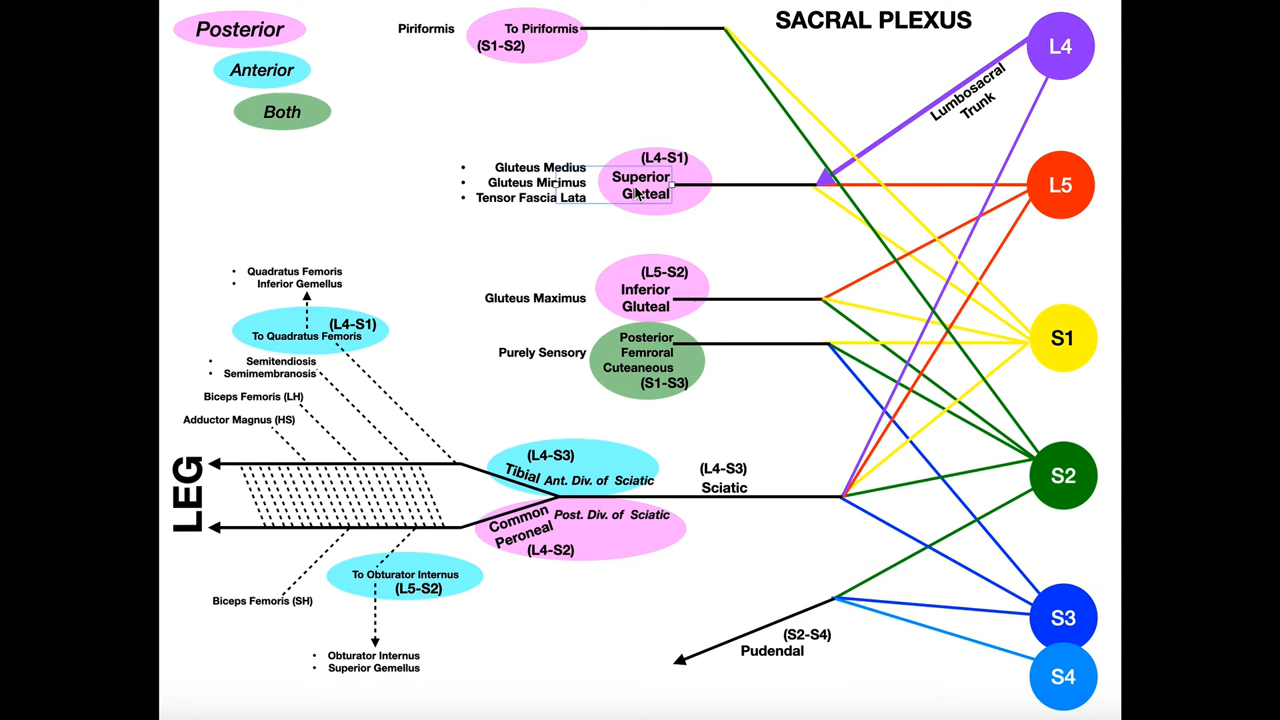 SACRAL PLEXUS
Posterior
Anterior
Both
Piriformis
To Piriformis
(S1-S2)
L4
Lumbosacral
Trunk
• Gluteus Medius
• Gluteus Minimus
• Tensor Fascia Lata
(L4-S1)
Superior
Gluteal
L5
• Quadratus Femoris
• Inferior Gemellus
(L4-S1)
To Quadratus Femoris
Gluteus Maximus
(L5-S2)
Inferior
Gluteal
S1
Purely Sensory
Posterior
Femroral
Cutaneous
(S1-S3)
• Semitendiosis
• Semimembranosis
Biceps Femoris (LH)
Adductor Magnus (HS)
LEG
(L4-S3)
Tibial
Ant. Div. of Sciatic
(L4-S3)
Sciatic
S2
Common
Peroneal
Post. Div. of Sciatic
(L4-S2)
To Obturator Internus
(L5-S2)
Biceps Femoris (SH)
• Obturator Internus
• Superior Gemellus
(S2-S4)
Pudendal
S3
S4